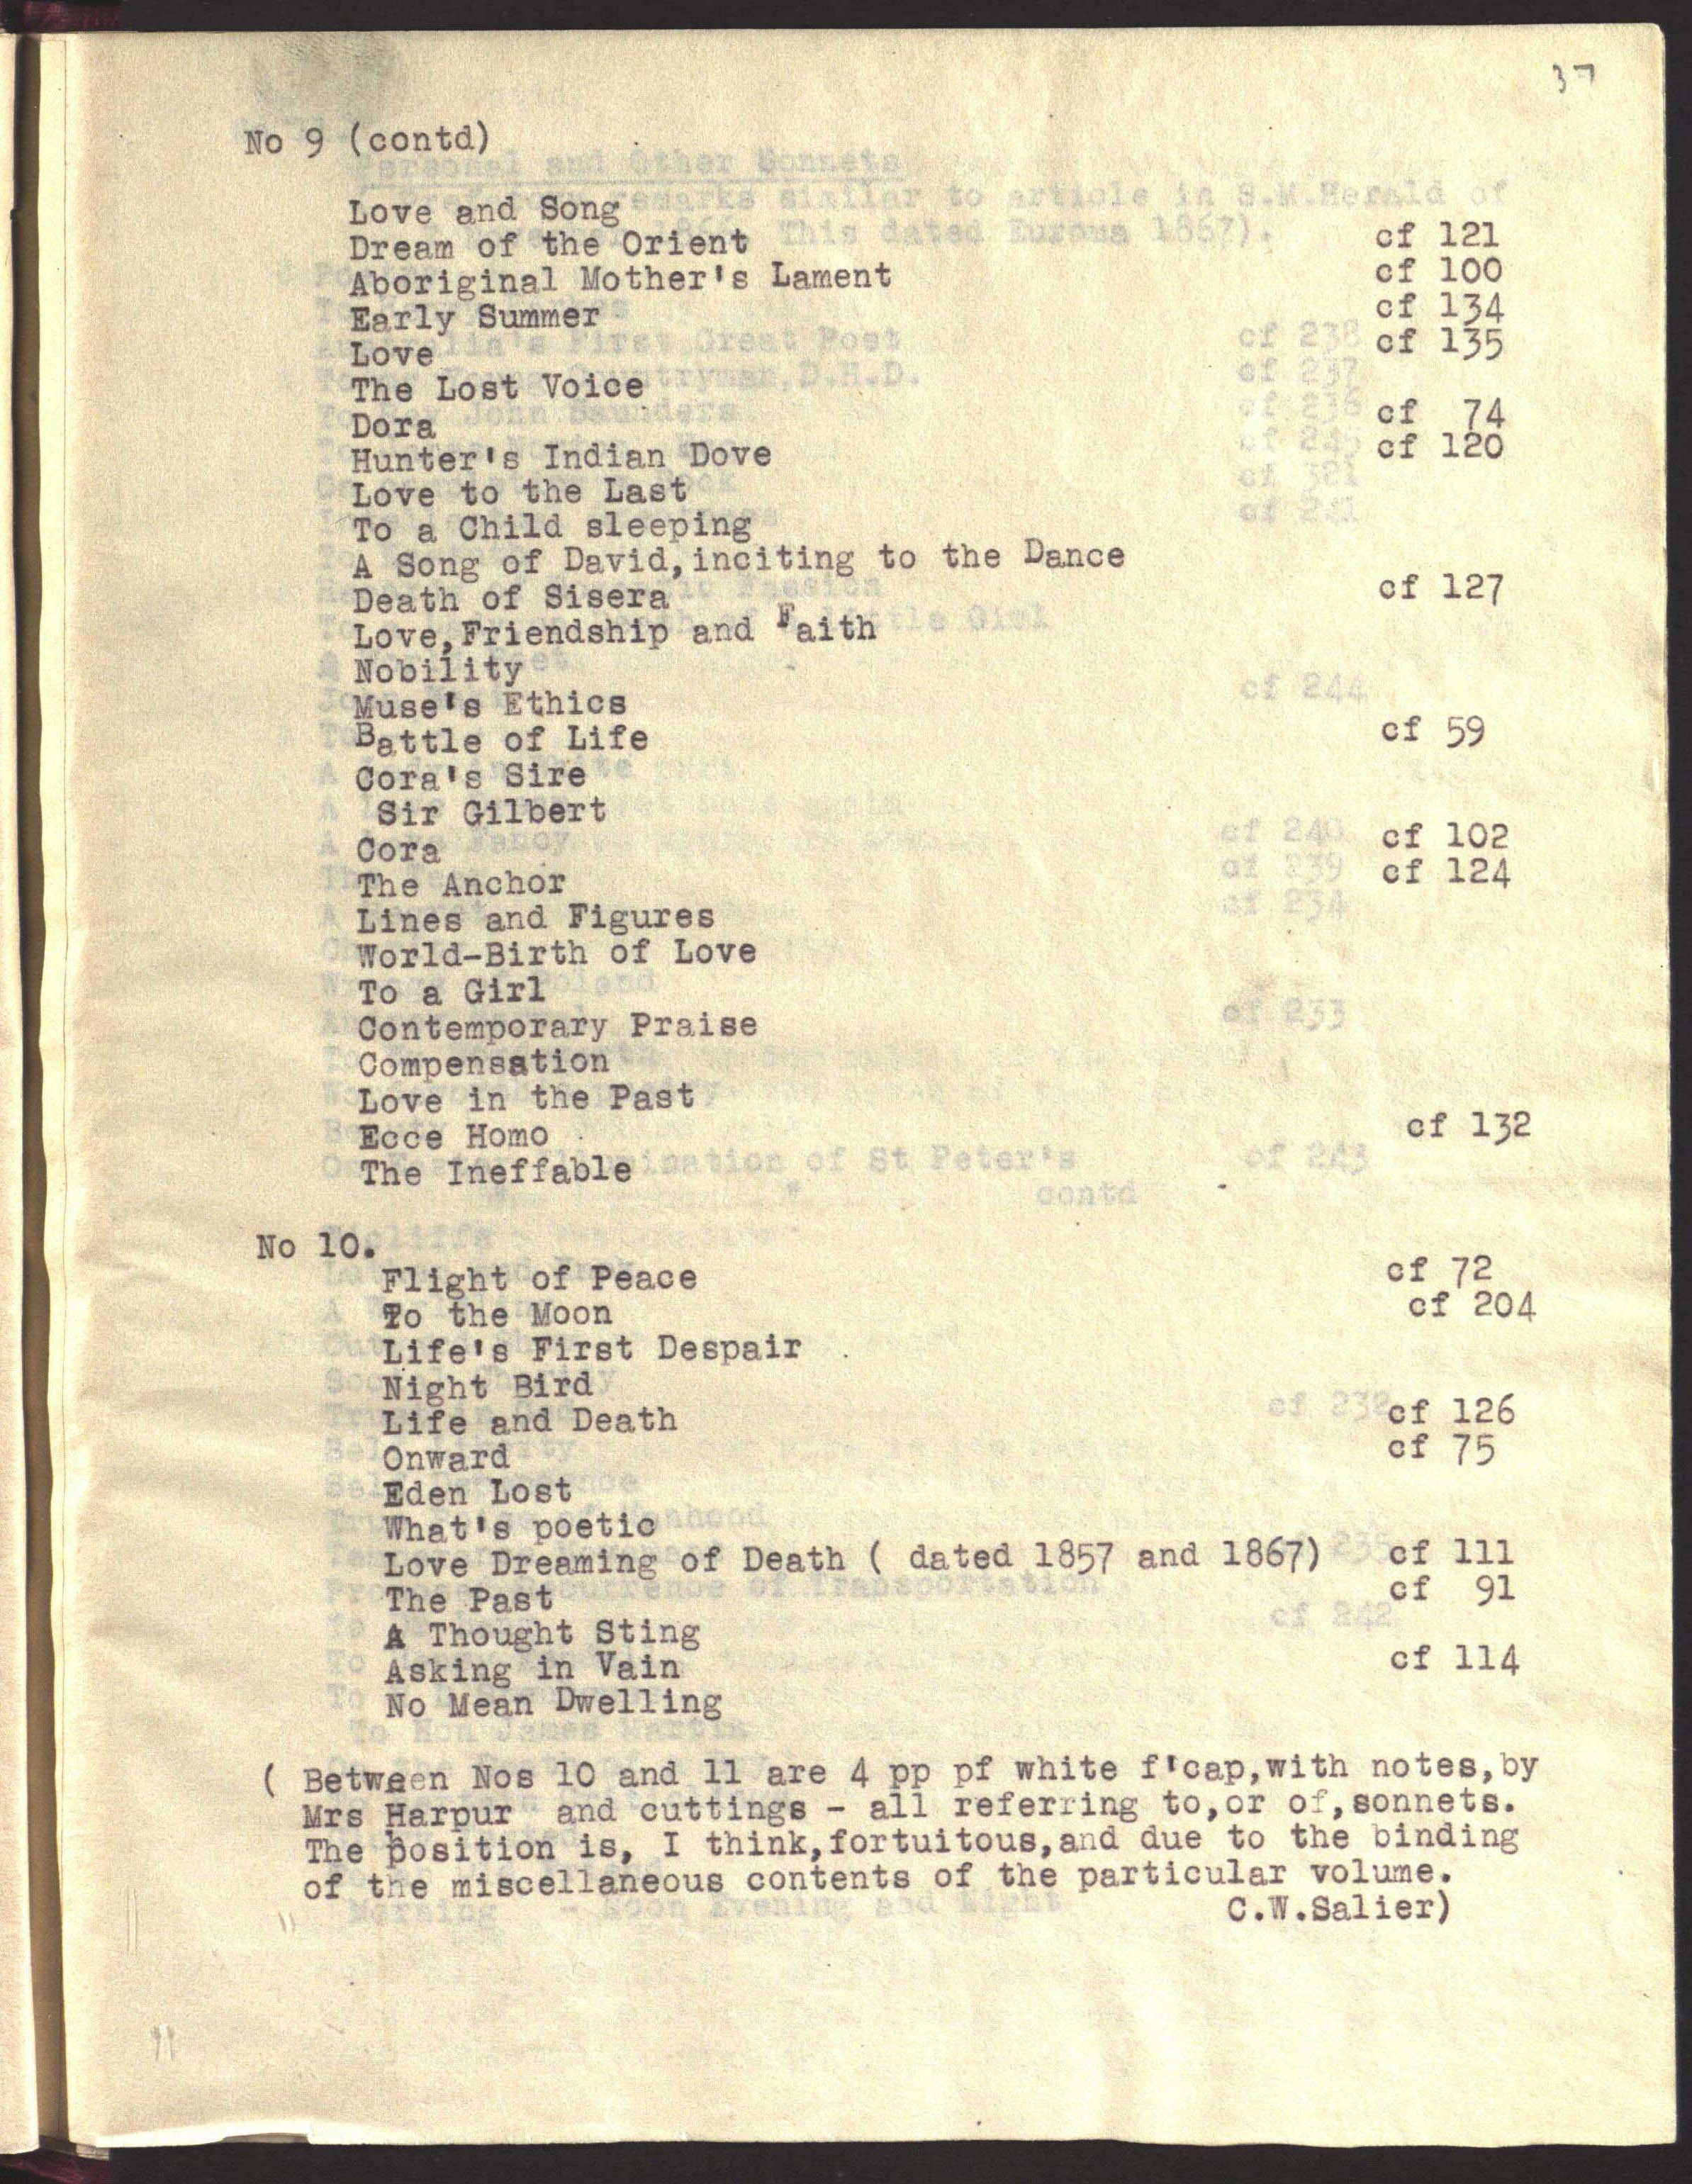 37
No 9 (contd)
Love and Song
Dream of the Orient cf 121
Aboriginal Mother's Lament cf 100
Early Summer cf 134
Love cf 135
The Lost Voice
Dora cf 74
Hunter's Indian Dove cf 120
Love to the Last
To a Child sleeping
A Song of David,inciting to the Dance
Death of Sisera cf 127
Love,Friendship and Faith
Nobility
Muse's Ethics
Battle of Life cf 59
Cora's Sire
Sir Gilbert
Cora cf 102
The Anchor cf 124
Lines and Figures
World-Birth of Love
To a Girl
Contemporary Praise
Compensation
Love in the Past
Ecce Homo cf 132
The Ineffable
No 10.
Flight of Peace cf 72
To the Moon cf 204
Life's First Despair
Night Bird
Life and Death cf 126
Onward cf 75
Eden Lost
What's poetic
Love Dreaming of Death ( dated 1857 and 1867) cf 111
The Past cf 91
A Thought Sting
Asking in Vain cf 114
No Mean Dwelling
( Between Nos 10 and 11 are 4 pp pf white f'cap,with notes,by
Mrs Harpur and cuttings - all referring to,or of,sonnets.
The position is, I think,fortuitous,and due to the binding
of the miscellaneous contents of the particular volume.
C.W.Salier)